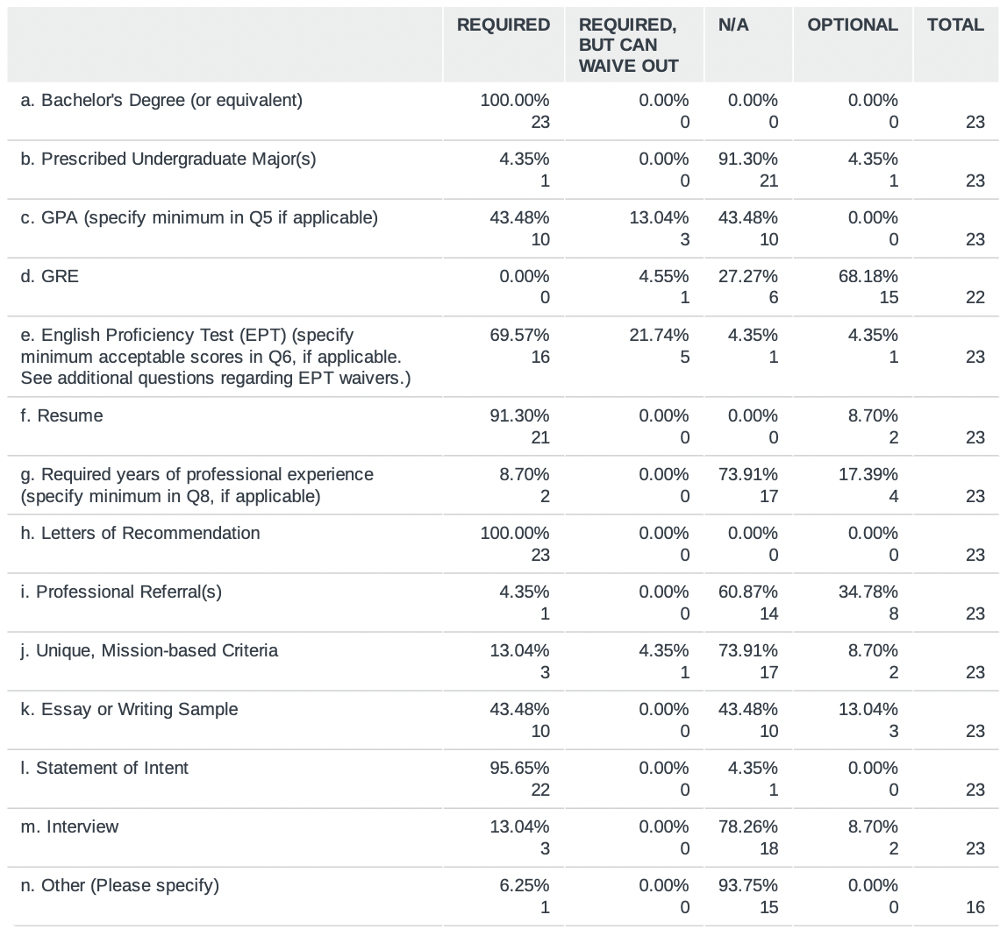 REQUIRED REQUIRED, N/A OPTIONAL TOTAL
BUT CAN
WAIVE OUT
a. Bachelor's Degree (or equivalent) 100.00% 0.00% 0.00% 0.00%
23 0 0 0 23
b. Prescribed Undergraduate Major(s) 4.35% 0.00% 91.30% 4.35%
1 0 21 1 23
c. GPA (specify minimum in Q5 if applicable) 43.48% 13.04% 43.48% 0.00%
10 3 10 0 23
d. GRE 0.00% 4.55% 27.27% 68.18%
0 1 6 15 22
e. English Proficiency Test (EPT) (specify 69.57% 21.74% 4.35% 4.35%
minimum acceptable scores in Q6, if applicable. 16 5 1 1 23
See additional questions regarding EPT waivers.)
f. Resume 91.30% 0.00% 0.00% 8.70%
21 0 0 2 23
g. Required years of professional experience 8.70% 0.00% 73.91% 17.39%
(specify minimum in Q8, if applicable) 2 0 17 4 23
h. Letters of Recommendation 100.00% 0.00% 0.00% 0.00%
23 0 0 0 23
i. Professional Referral(s) 4.35% 0.00% 60.87% 34.78%
1 0 14 8 23
j. Unique, Mission-based Criteria 13.04% 4.35% 73.91% 8.70%
3 1 17 2 23
k. Essay or Writing Sample 43.48% 0.00% 43.48% 13.04%
10 0 10 3 23
l. Statement of Intent 95.65% 0.00% 4.35% 0.00%
22 0 1 0 23
m. Interview 13.04% 0.00% 78.26% 8.70%
3 0 18 2 23
n. Other (Please specify) 6.25% 0.00% 93.75% 0.00%
1 0 15 0 16